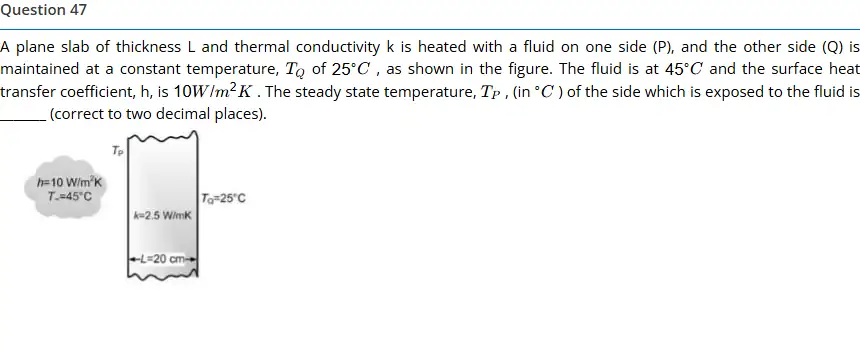 Question 47
A plane slab of thickness L and thermal conductivity k is heated with a fluid on one side (P), and the other side (Q) is
maintained at a constant temperature, T_Q of 25°C , as shown in the figure. The fluid is at 45°C and the surface heat
transfer coefficient, h, is 10W/m²K . The steady state temperature, T_P , (in °C ) of the side which is exposed to the fluid is
______ (correct to two decimal places).
T_P
h=10 W/m²K
T∞=45°C
T_Q=25°C
k=2.5 W/mK
L=20 cm